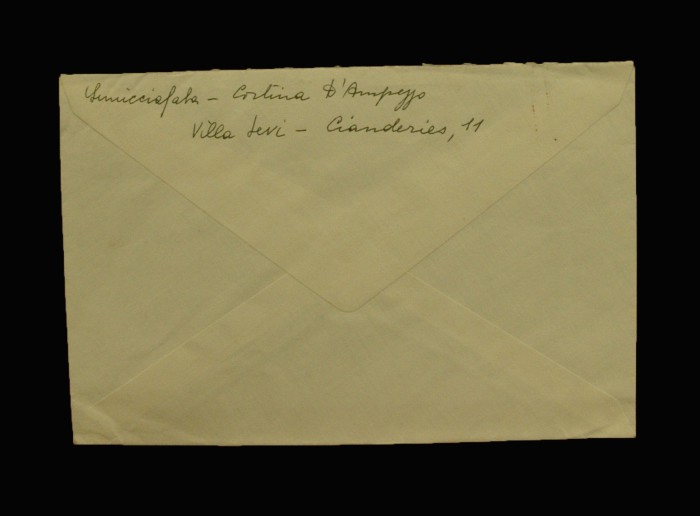 – Cortina D'Ampezzo
Villa Levi – Cianderies, 11